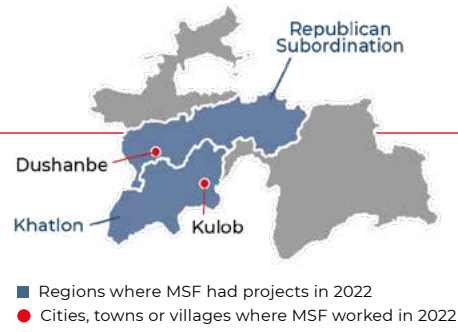 Republican
Subordination
Dushanbe
Khatlon
Kulob
Regions where MSF had projects in 2022
Cities, towns or villages where MSF worked in 2022